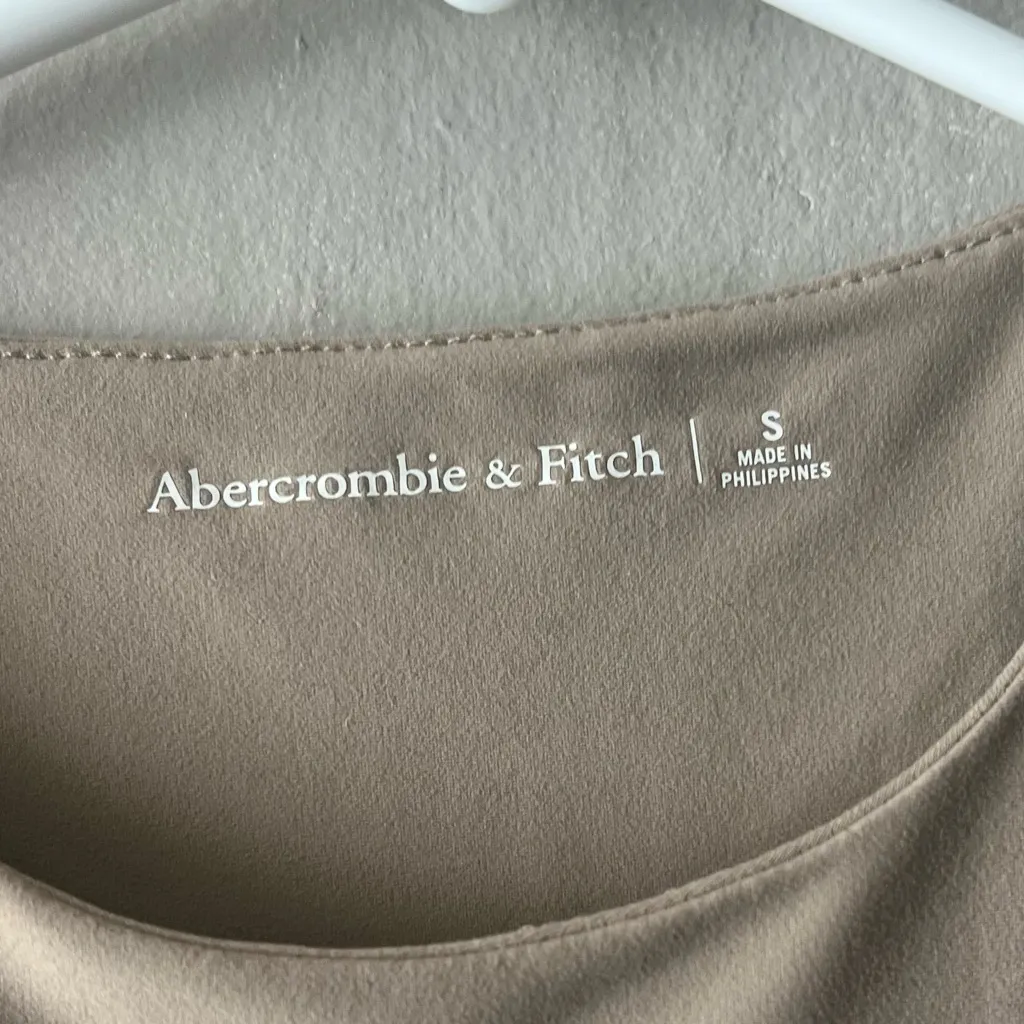 Abercrombie & Fitch
S
MADE IN
PHILIPPINES